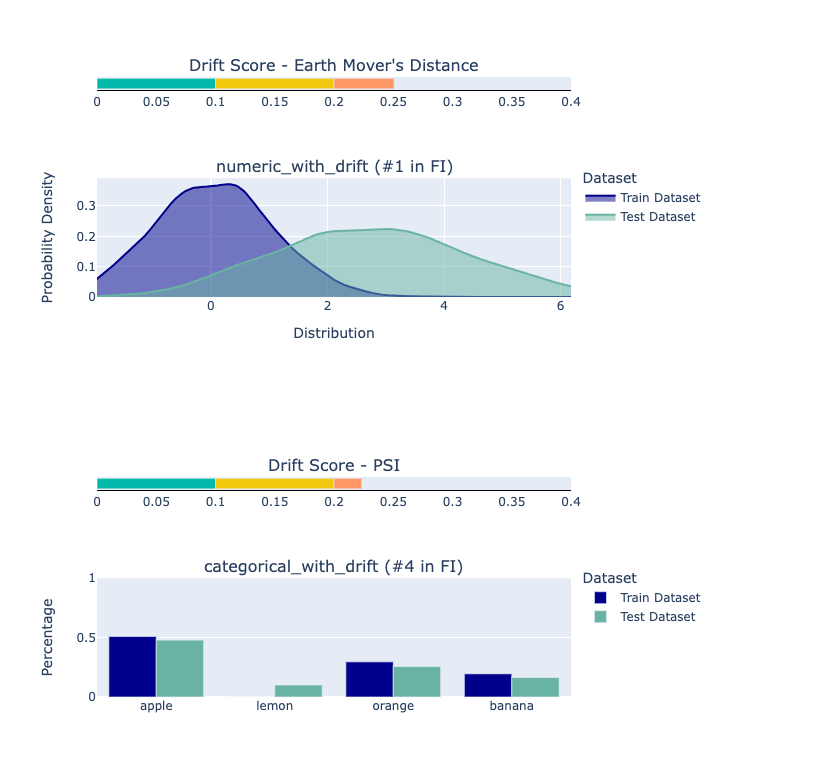 Drift Score - Earth Mover's Distance
0 0.05 0.1 0.15 0.2 0.25 0.3 0.35 0.4
numeric_with_drift (#1 in FI)
Probability Density
0.3
0.2
0.1
0
0 2 4 6
Distribution
Dataset
Train Dataset
Test Dataset
Drift Score - PSI
0 0.05 0.1 0.15 0.2 0.25 0.3 0.35 0.4
categorical_with_drift (#4 in FI)
Percentage
1
0.5
0
apple lemon orange banana
Dataset
Train Dataset
Test Dataset